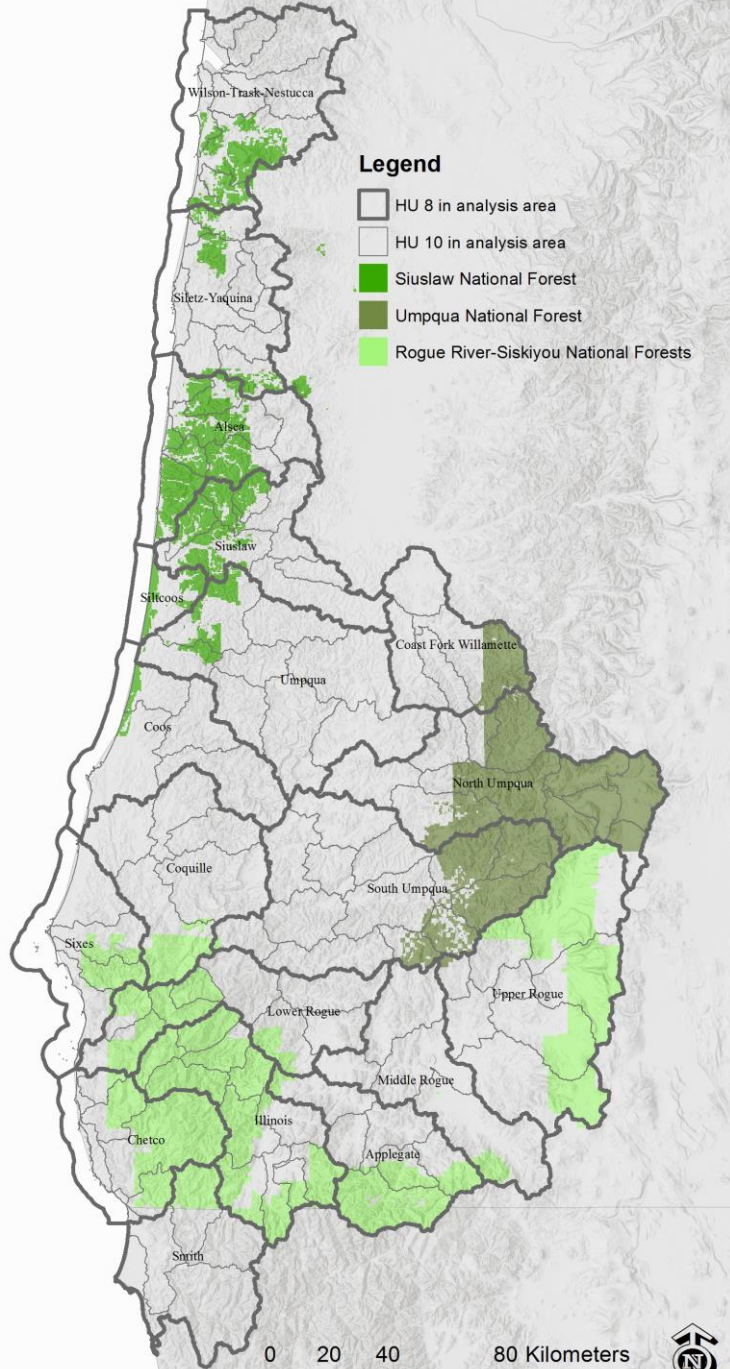 Wilson-Trask-Nestucca
Legend
HU 8 in analysis area
HU 10 in analysis area
Siuslaw National Forest
Umpqua National Forest
Rogue River-Siskiyou National Forests
Siletz-Yaquina
Alsea
Siuslaw
Siltcoos
Coast Fork Willamette
Umpqua
Coos
North Umpqua
Coquille
South Umpqua
Sixes
Upper Rogue
Lower Rogue
Middle Rogue
Illinois
Chetco
Applegate
Smith
0 20 40 80 Kilometers
N